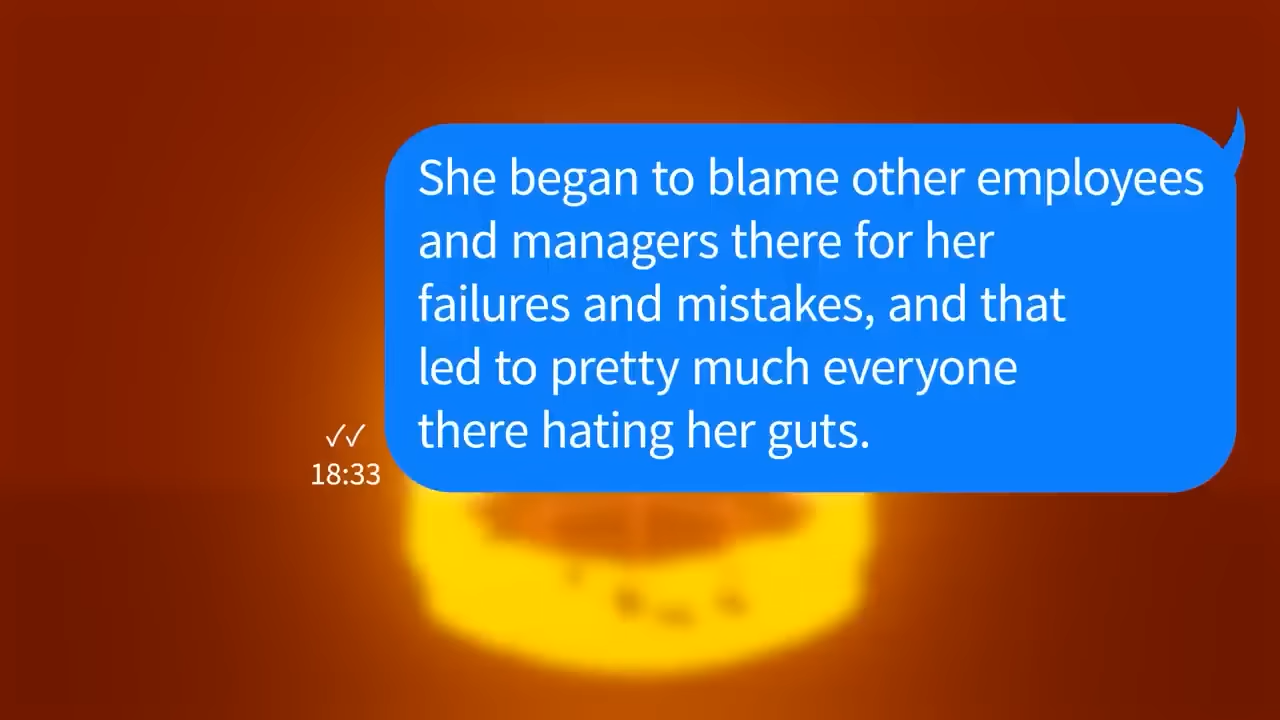 She began to blame other employees
and managers there for her
failures and mistakes, and that
led to pretty much everyone
there hating her guts.
✓✓
18:33